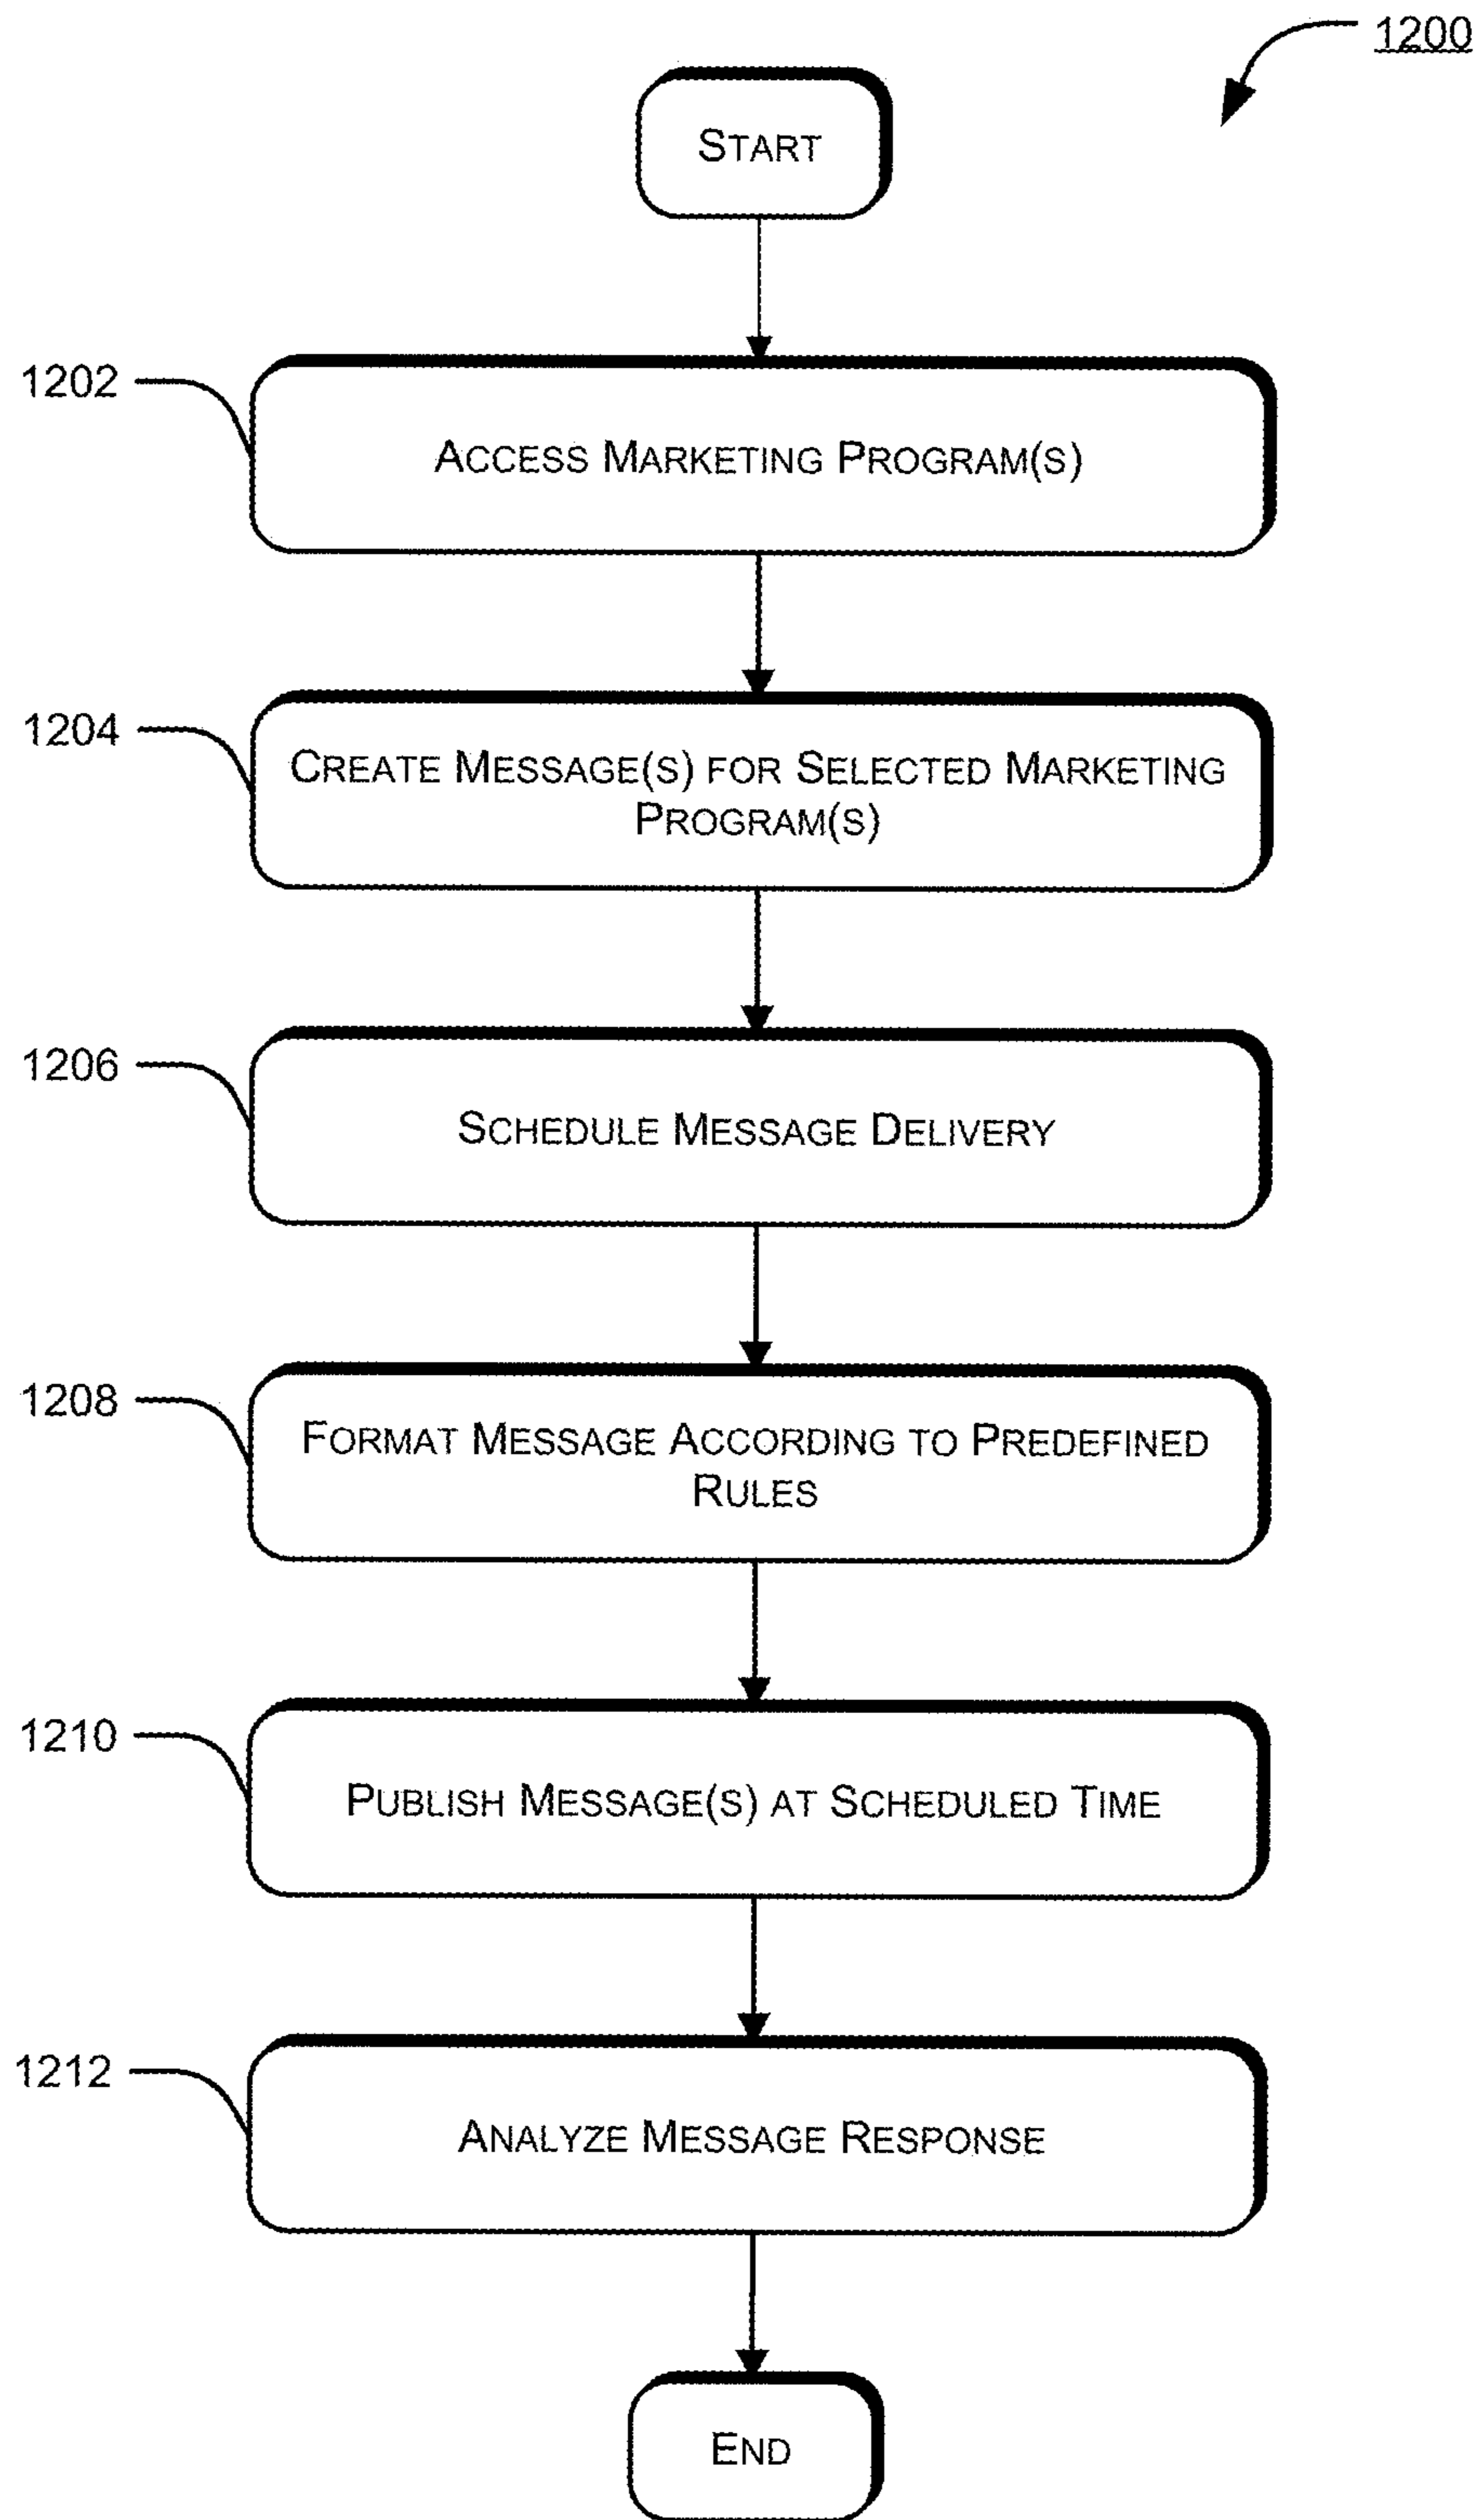 1200
START
1202
ACCESS MARKETING PROGRAM(S)
1204
CREATE MESSAGE(S) FOR SELECTED MARKETING
PROGRAM(S)
1206
SCHEDULE MESSAGE DELIVERY
1208
FORMAT MESSAGE ACCORDING TO PREDEFINED
RULES
1210
PUBLISH MESSAGE(S) AT SCHEDULED TIME
1212
ANALYZE MESSAGE RESPONSE
END